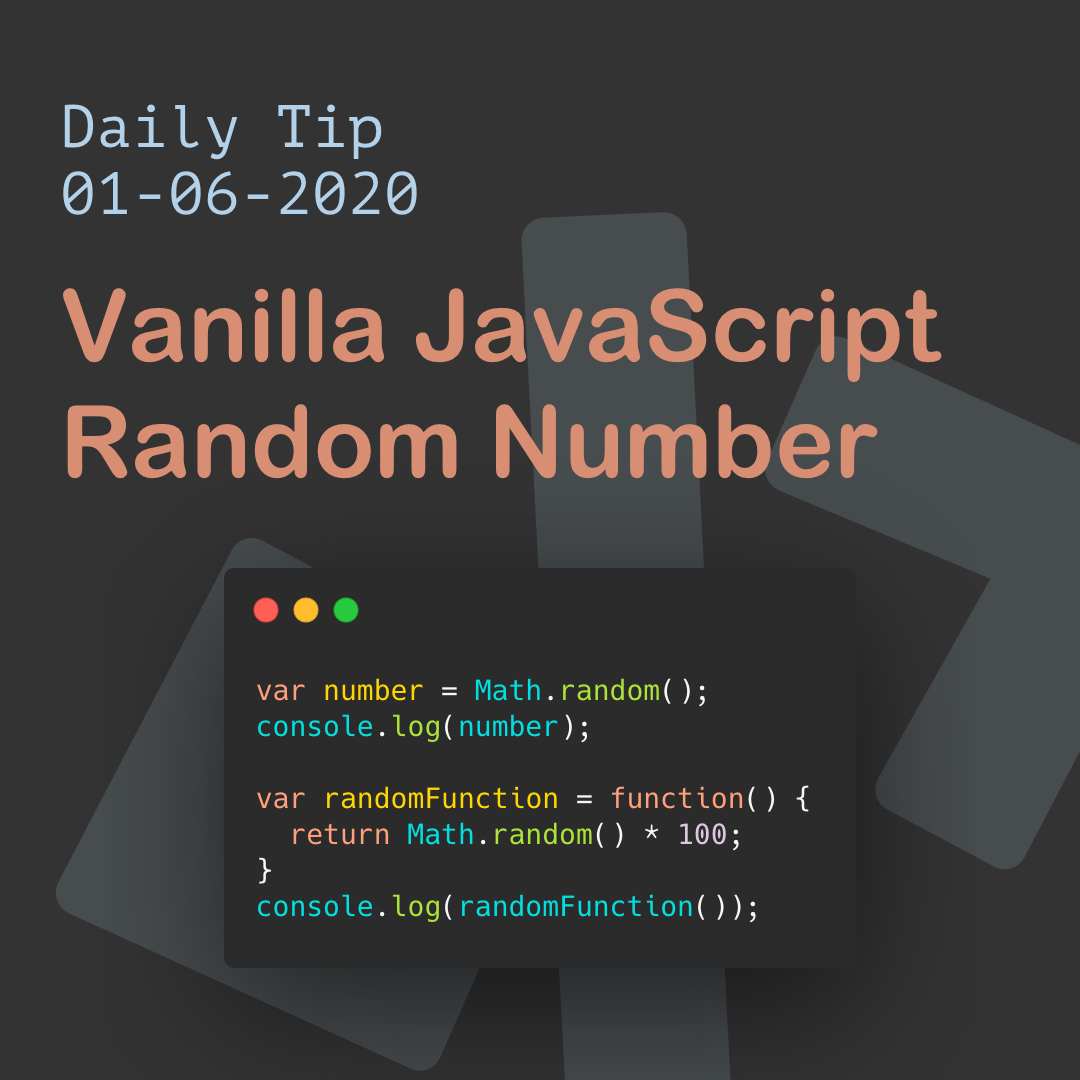 Daily Tip
01-06-2020
Vanilla JavaScript
Random Number
var number = Math.random();
console.log(number);
var randomFunction = function() {
  return Math.random() * 100;
}
console.log(randomFunction());